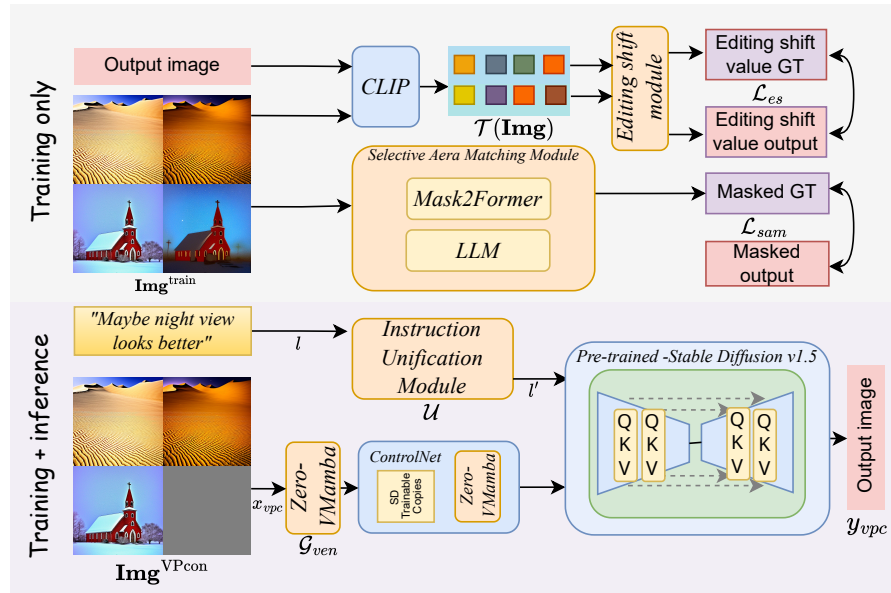 Training only
Output image
CLIP
𝒯(Img)
Editing shift
module
Editing shift
value GT
ℒes
Editing shift
value output
Selective Aera Matching Module
Mask2Former
LLM
Masked GT
ℒsam
Masked
output
Img^train
Training + inference
"Maybe night view
looks better"
l
Instruction
Unification
Module
𝒰
l'
Pre-trained -Stable Diffusion v1.5
Q
K
V
Q
K
V
Q
K
V
Q
K
V
Output image
y_vpc
x_vpc
Zero-
VMamba
𝒢ven
ControlNet
SD
Trainable
Copies
Zero-
VMamba
Img^VPcon